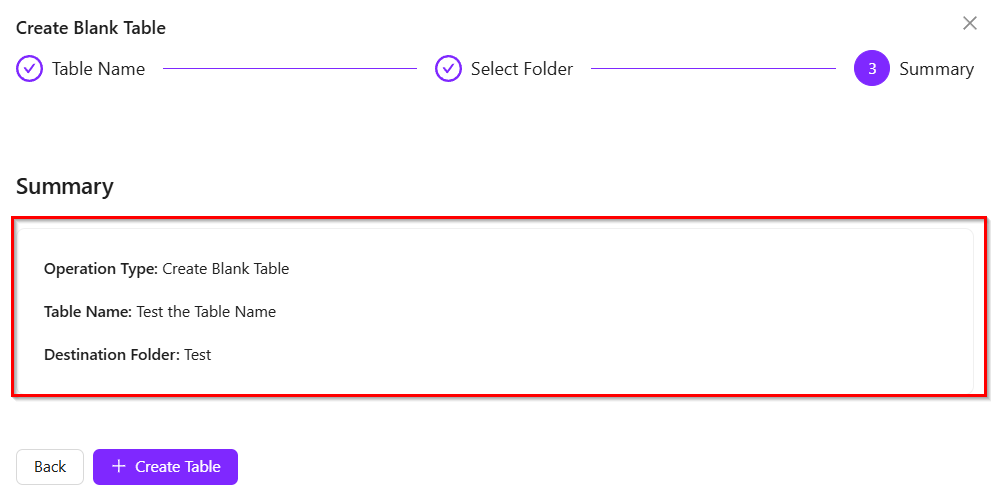 Create Blank Table
Table Name
Select Folder
3 Summary
Summary
Operation Type: Create Blank Table
Table Name: Test the Table Name
Destination Folder: Test
Back
+ Create Table